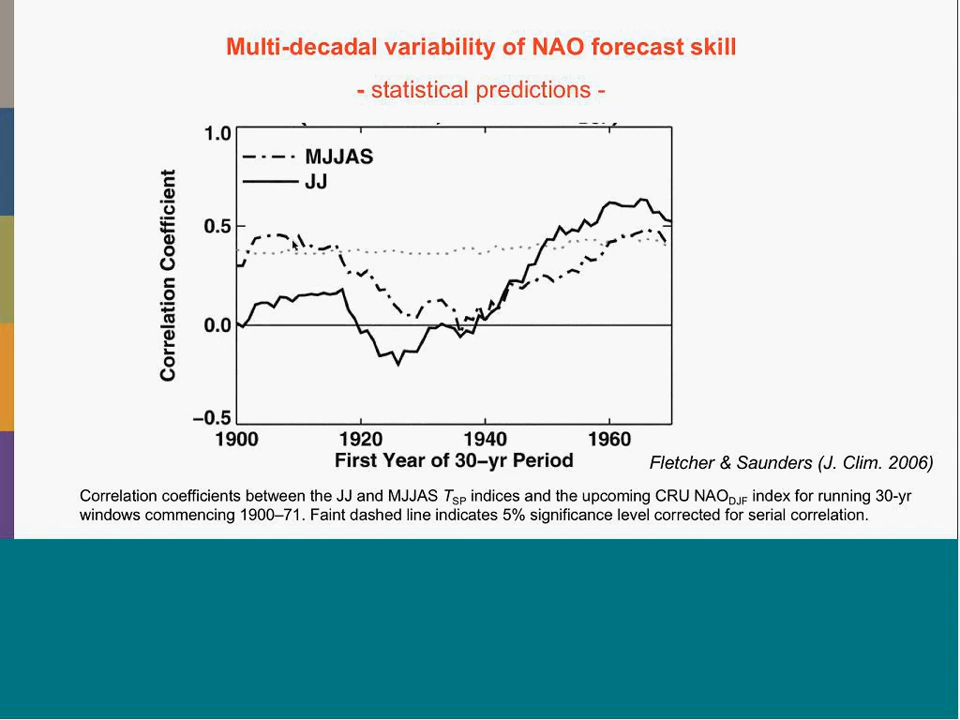 Multi-decadal variability of NAO forecast skill
- statistical predictions -
1.0
MJJAS
JJ
0.5
0.0
−0.5
Correlation Coefficient
1900 1920 1940 1960
First Year of 30−yr Period
Fletcher & Saunders (J. Clim. 2006)
Correlation coefficients between the JJ and MJJAS TSP indices and the upcoming CRU NAODJF index for running 30-yr
windows commencing 1900–71. Faint dashed line indicates 5% significance level corrected for serial correlation.